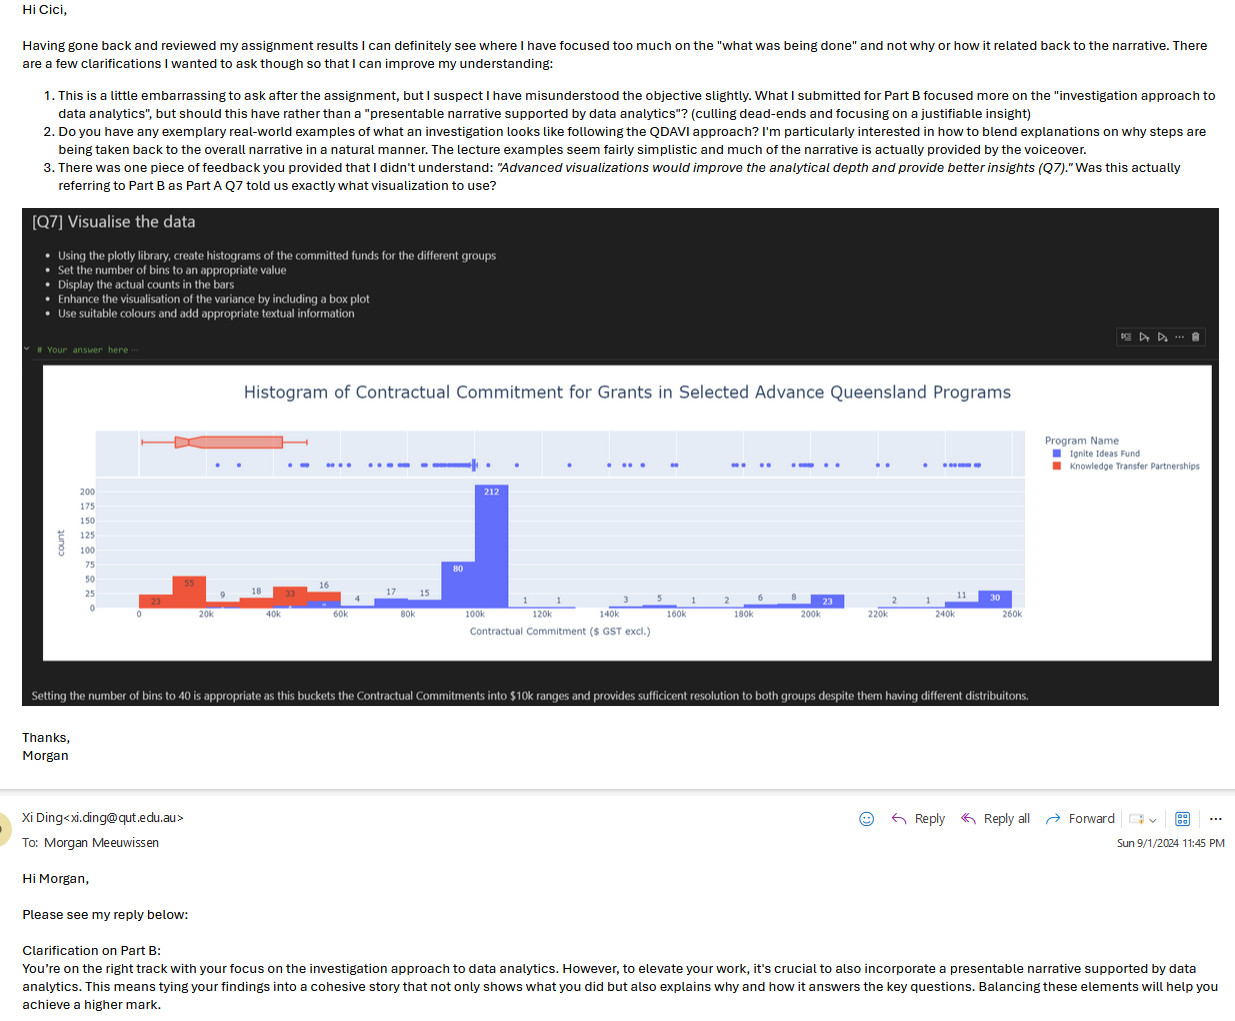 Hi Cici,
Having gone back and reviewed my assignment results I can definitely see where I have focused too much on the "what was being done" and not why or how it related back to the narrative. There
are a few clarifications I wanted to ask though so that I can improve my understanding:
1. This is a little embarrassing to ask after the assignment, but I suspect I have misunderstood the objective slightly. What I submitted for Part B focused more on the "investigation approach to
data analytics", but should this have rather than a "presentable narrative supported by data analytics"? (culling dead-ends and focusing on a justifiable insight)
2. Do you have any exemplary real-world examples of what an investigation looks like following the QDAVI approach? I'm particularly interested in how to blend explanations on why steps are
being taken back to the overall narrative in a natural manner. The lecture examples seem fairly simplistic and much of the narrative is actually provided by the voiceover.
3. There was one piece of feedback you provided that I didn't understand: "Advanced visualizations would improve the analytical depth and provide better insights (Q7)." Was this actually
referring to Part B as Part A Q7 told us exactly what visualization to use?
[Q7] Visualise the data
• Using the plotly library, create histograms of the committed funds for the different groups
• Set the number of bins to an appropriate value
• Display the actual counts in the bars
• Enhance the visualisation of the variance by including a box plot
• Use suitable colours and add appropriate textual information
# Your answer here ...
Histogram of Contractual Commitment for Grants in Selected Advance Queensland Programs
Program Name
Ignite Ideas Fund
Knowledge Transfer Partnerships
200
175
150
125
100
75
50
25
0
count
23 55 9 18 33 16 4 17 15 80 212 1 1 3 5 1 2 6 8 23 2 1 11 30
0 20k 40k 60k 80k 100k 120k 140k 160k 180k 200k 220k 240k 260k
Contractual Commitment ($ GST excl.)
Setting the number of bins to 40 is appropriate as this buckets the Contractual Commitments into $10k ranges and provides sufficicent resolution to both groups despite them having different distribuitons.
Thanks,
Morgan
Xi Ding<xi.ding@qut.edu.au>
Reply Reply all Forward
To: Morgan Meeuwissen
Sun 9/1/2024 11:45 PM
Hi Morgan,
Please see my reply below:
Clarification on Part B:
You're on the right track with your focus on the investigation approach to data analytics. However, to elevate your work, it's crucial to also incorporate a presentable narrative supported by data
analytics. This means tying your findings into a cohesive story that not only shows what you did but also explains why and how it answers the key questions. Balancing these elements will help you
achieve a higher mark.